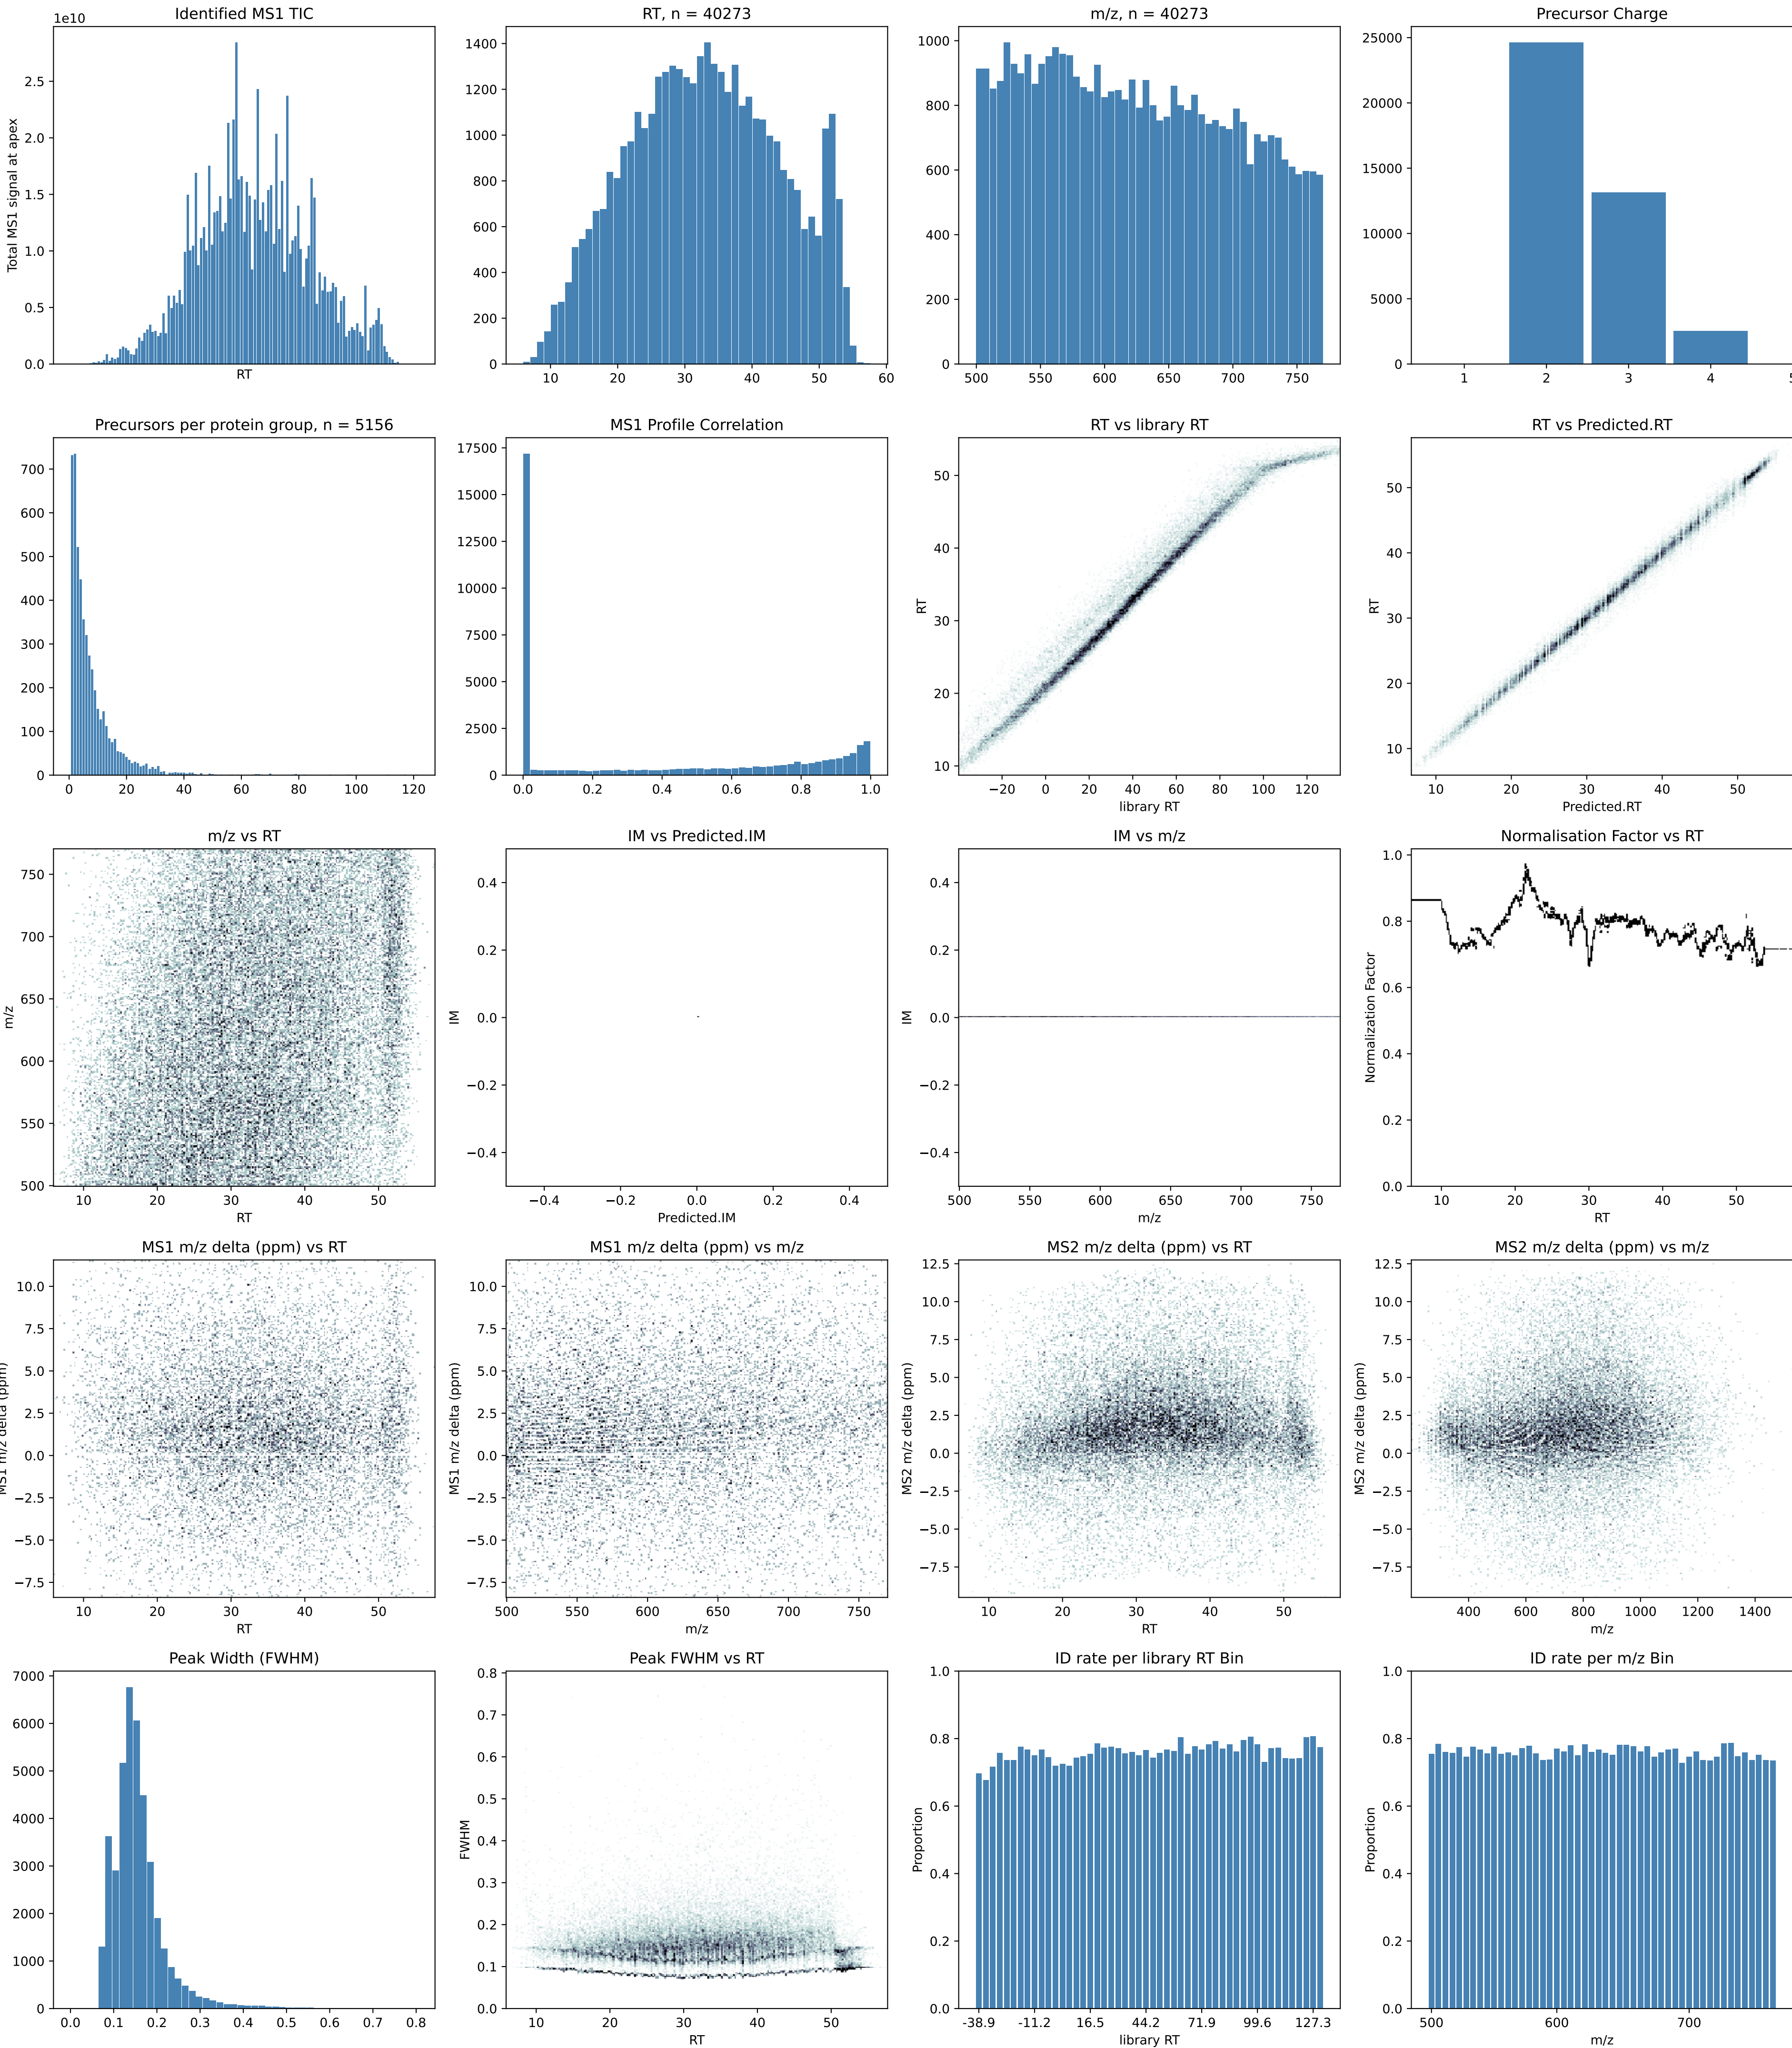 Identified MS1 TIC
1e10
2.5
2.0
1.5
1.0
0.5
0.0
Total MS1 signal at apex
RT
RT, n = 40273
1400
1200
1000
800
600
400
200
0
10 20 30 40 50 60
m/z, n = 40273
1000
800
600
400
200
0
500 550 600 650 700 750
Precursor Charge
25000
20000
15000
10000
5000
0
1 2 3 4 5
Precursors per protein group, n = 5156
700
600
500
400
300
200
100
0
0 20 40 60 80 100 120
MS1 Profile Correlation
17500
15000
12500
10000
7500
5000
2500
0
0.0 0.2 0.4 0.6 0.8 1.0
RT vs library RT
50
40
30
20
10
RT
−20 0 20 40 60 80 100 120
library RT
RT vs Predicted.RT
50
40
30
20
10
RT
10 20 30 40 50
Predicted.RT
m/z vs RT
750
700
650
600
550
500
m/z
10 20 30 40 50
RT
IM vs Predicted.IM
0.4
0.2
0.0
−0.2
−0.4
IM
−0.4 −0.2 0.0 0.2 0.4
Predicted.IM
IM vs m/z
0.4
0.2
0.0
−0.2
−0.4
IM
500 550 600 650 700 750
m/z
Normalisation Factor vs RT
1.0
0.8
0.6
0.4
0.2
0.0
Normalization Factor
10 20 30 40 50
RT
MS1 m/z delta (ppm) vs RT
10.0
7.5
5.0
2.5
0.0
−2.5
−5.0
−7.5
MS1 m/z delta (ppm)
10 20 30 40 50
RT
MS1 m/z delta (ppm) vs m/z
10.0
7.5
5.0
2.5
0.0
−2.5
−5.0
−7.5
MS1 m/z delta (ppm)
500 550 600 650 700 750
m/z
MS2 m/z delta (ppm) vs RT
12.5
10.0
7.5
5.0
2.5
0.0
−2.5
−5.0
−7.5
MS2 m/z delta (ppm)
10 20 30 40 50
RT
MS2 m/z delta (ppm) vs m/z
12.5
10.0
7.5
5.0
2.5
0.0
−2.5
−5.0
−7.5
MS2 m/z delta (ppm)
400 600 800 1000 1200 1400
m/z
Peak Width (FWHM)
7000
6000
5000
4000
3000
2000
1000
0
0.0 0.1 0.2 0.3 0.4 0.5 0.6 0.7 0.8
Peak FWHM vs RT
0.8
0.7
0.6
0.5
0.4
0.3
0.2
0.1
0.0
FWHM
10 20 30 40 50
RT
ID rate per library RT Bin
1.0
0.8
0.6
0.4
0.2
0.0
Proportion
-38.9 -11.2 16.5 44.2 71.9 99.6 127.3
library RT
ID rate per m/z Bin
1.0
0.8
0.6
0.4
0.2
0.0
Proportion
500 600 700
m/z